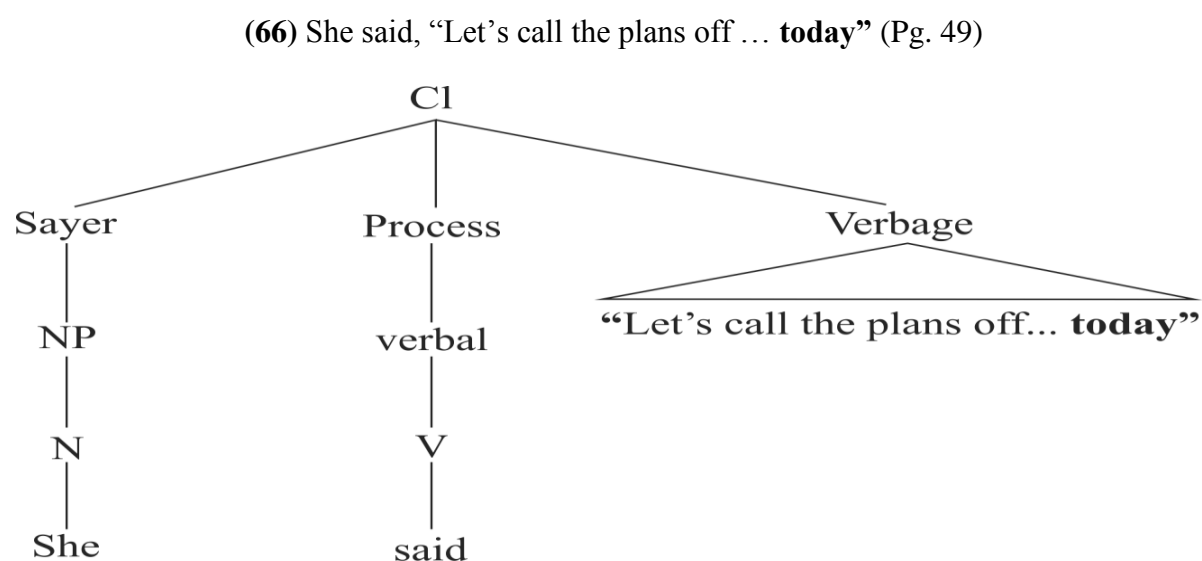 (66) She said, “Let’s call the plans off … today” (Pg. 49)
Cl
Sayer Process Verbage
NP verbal “Let’s call the plans off... today”
N V
She said